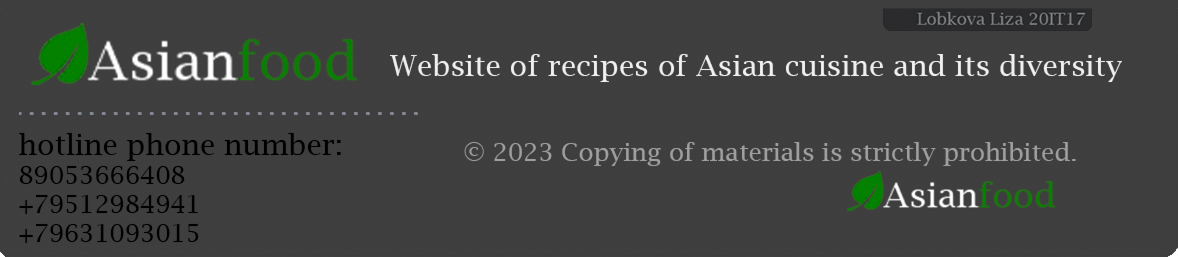 Lobkova Liza 20IT17
Asianfood
Website of recipes of Asian cuisine and its diversity
hotline phone number:
89053666408
+79512984941
+79631093015
© 2023 Copying of materials is strictly prohibited.
Asianfood